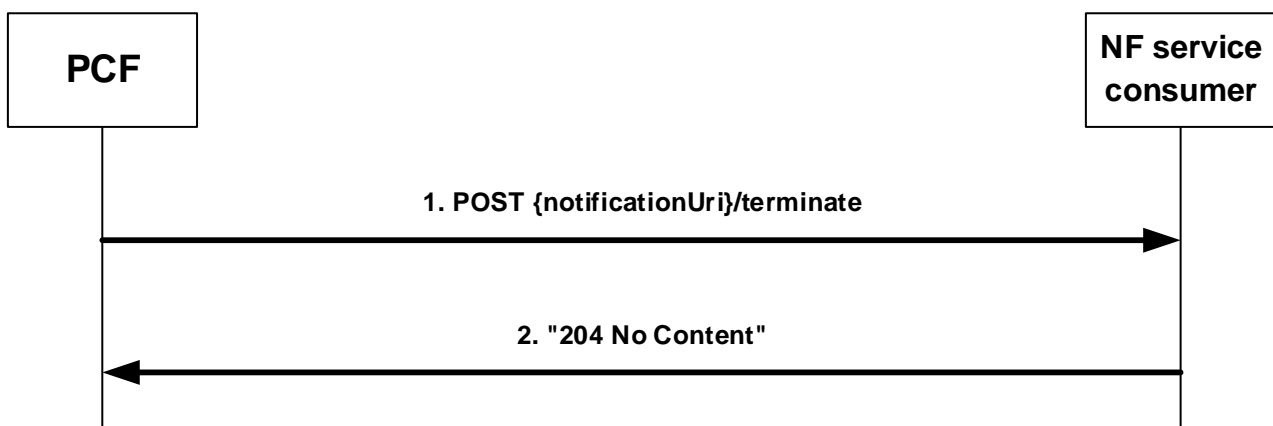 PCF
NF service
consumer
1. POST {notificationUri}/terminate
2. "204 No Content"